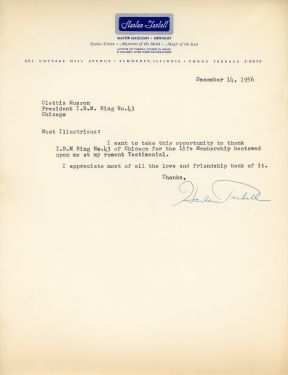 Harlan Tarbell
MASTER MAGICIAN · MENTALIST
Eyeless Vision · Mysteries of the Mind · Magic of the East
AUTHOR OF TARBELL COURSE IN MAGIC
651 COTTAGE HILL AVENUE · ELMHURST, ILLINOIS · PHONE TERRACE 2-0070
December 14, 1956
Clettis Musson
President I.B.M. Ring No.43
Chicago
Most Illustrious:
I want to take this opportunity to thank
I.B.M Ring No.43 of Chicago for the Life Membership bestowed
upon me at my recent Testimonial.
I appreciate most of all the love and friendship back of it.
Thanks,
Harlan Tarbell